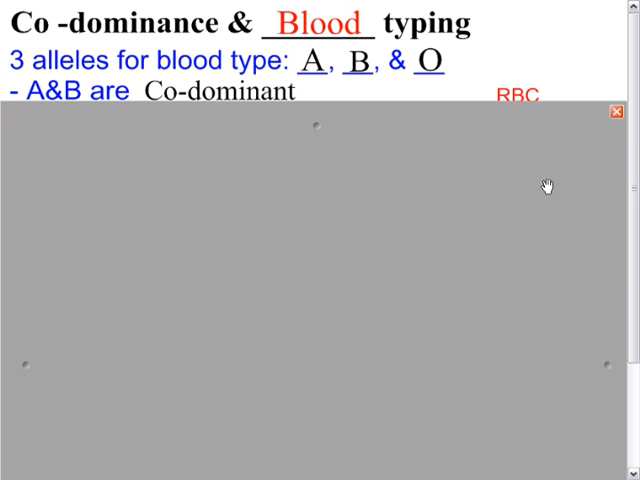 Co -dominance & Blood typing
3 alleles for blood type: A, B, & O
- A&B are Co-dominant
RBC